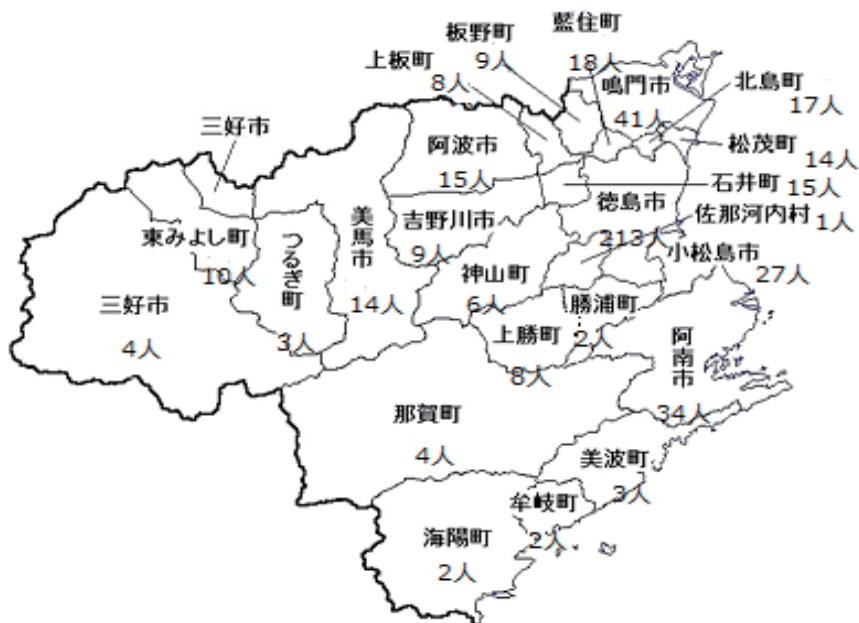 藍住町
18人
板野町
9人
上板町
8人
鳴門市
41人
北島町
17人
松茂町
14人
三好市
阿波市
15人
石井町
15人
徳島市
213人
佐那河内村
1人
吉野川市
9人
美馬市
14人
つるぎ町
3人
東みよし町
10人
小松島市
27人
神山町
6人
勝浦町
2人
三好市
4人
上勝町
8人
阿南市
34人
那賀町
4人
美波町
3人
牟岐町
2人
海陽町
2人